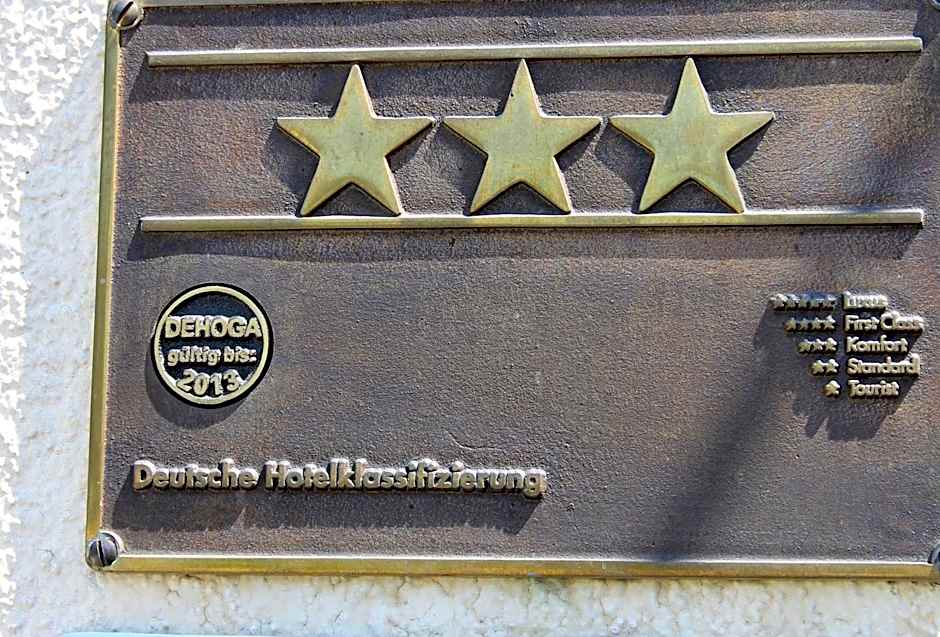 DEHOGA
gültig bis:
2013
★★★★★ Luxus
★★★★ First Class
★★★ Komfort
★★ Standard
★ Tourist
Deutsche Hotelklassifizierung